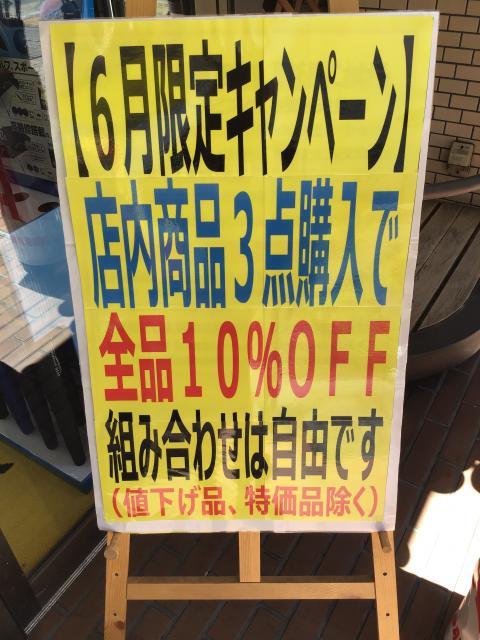 【６月限定キャンペーン】
店内商品３点購入で
全品１０％ＯＦＦ
組み合わせは自由です
（値下げ品、特価品除く）